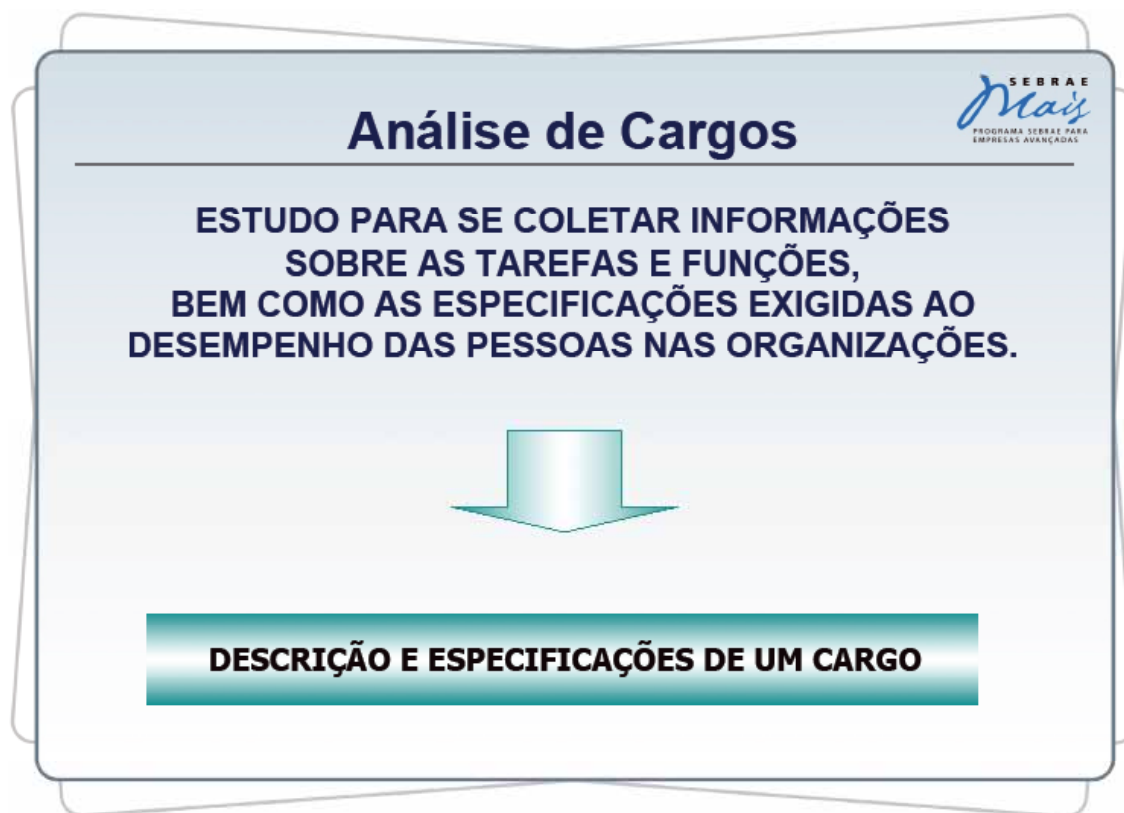 SEBRAE
Mais
PROGRAMA SEBRAE PARA
EMPRESAS AVANÇADAS
Análise de Cargos
ESTUDO PARA SE COLETAR INFORMAÇÕES
SOBRE AS TAREFAS E FUNÇÕES,
BEM COMO AS ESPECIFICAÇÕES EXIGIDAS AO
DESEMPENHO DAS PESSOAS NAS ORGANIZAÇÕES.
DESCRIÇÃO E ESPECIFICAÇÕES DE UM CARGO